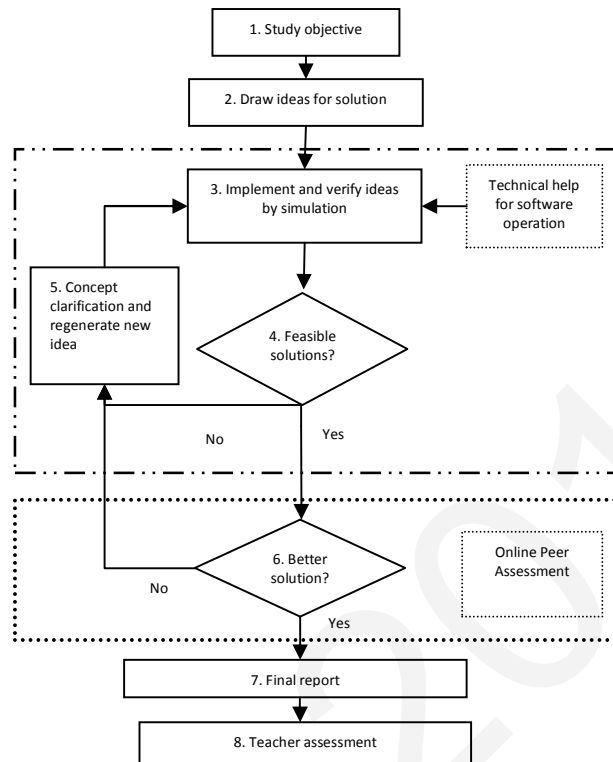 1. Study objective
2. Draw ideas for solution
3. Implement and verify ideas
by simulation
Technical help
for software
operation
5. Concept
clarification and
regenerate new
idea
4. Feasible
solutions?
No
Yes
6. Better
solution?
Online Peer
Assessment
No
Yes
7. Final report
8. Teacher assessment
201